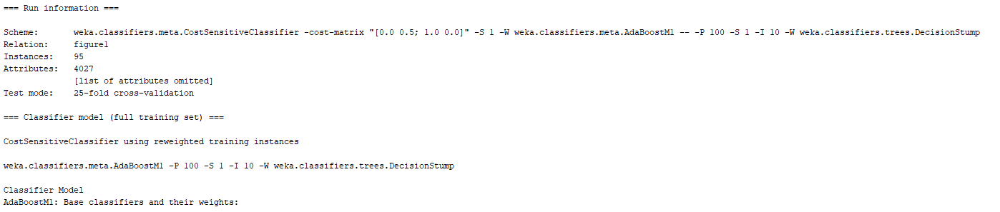 === Run information ===
Scheme: weka.classifiers.meta.CostSensitiveClassifier -cost-matrix "[0.0 0.5; 1.0 0.0]" -S 1 -W weka.classifiers.meta.AdaBoostM1 -- -P 100 -S 1 -I 10 -W weka.classifiers.trees.DecisionStump
Relation: figure1
Instances: 95
Attributes: 4027
[list of attributes omitted]
Test mode: 25-fold cross-validation
=== Classifier model (full training set) ===
CostSensitiveClassifier using reweighted training instances
weka.classifiers.meta.AdaBoostM1 -P 100 -S 1 -I 10 -W weka.classifiers.trees.DecisionStump
Classifier Model
AdaBoostM1: Base classifiers and their weights: